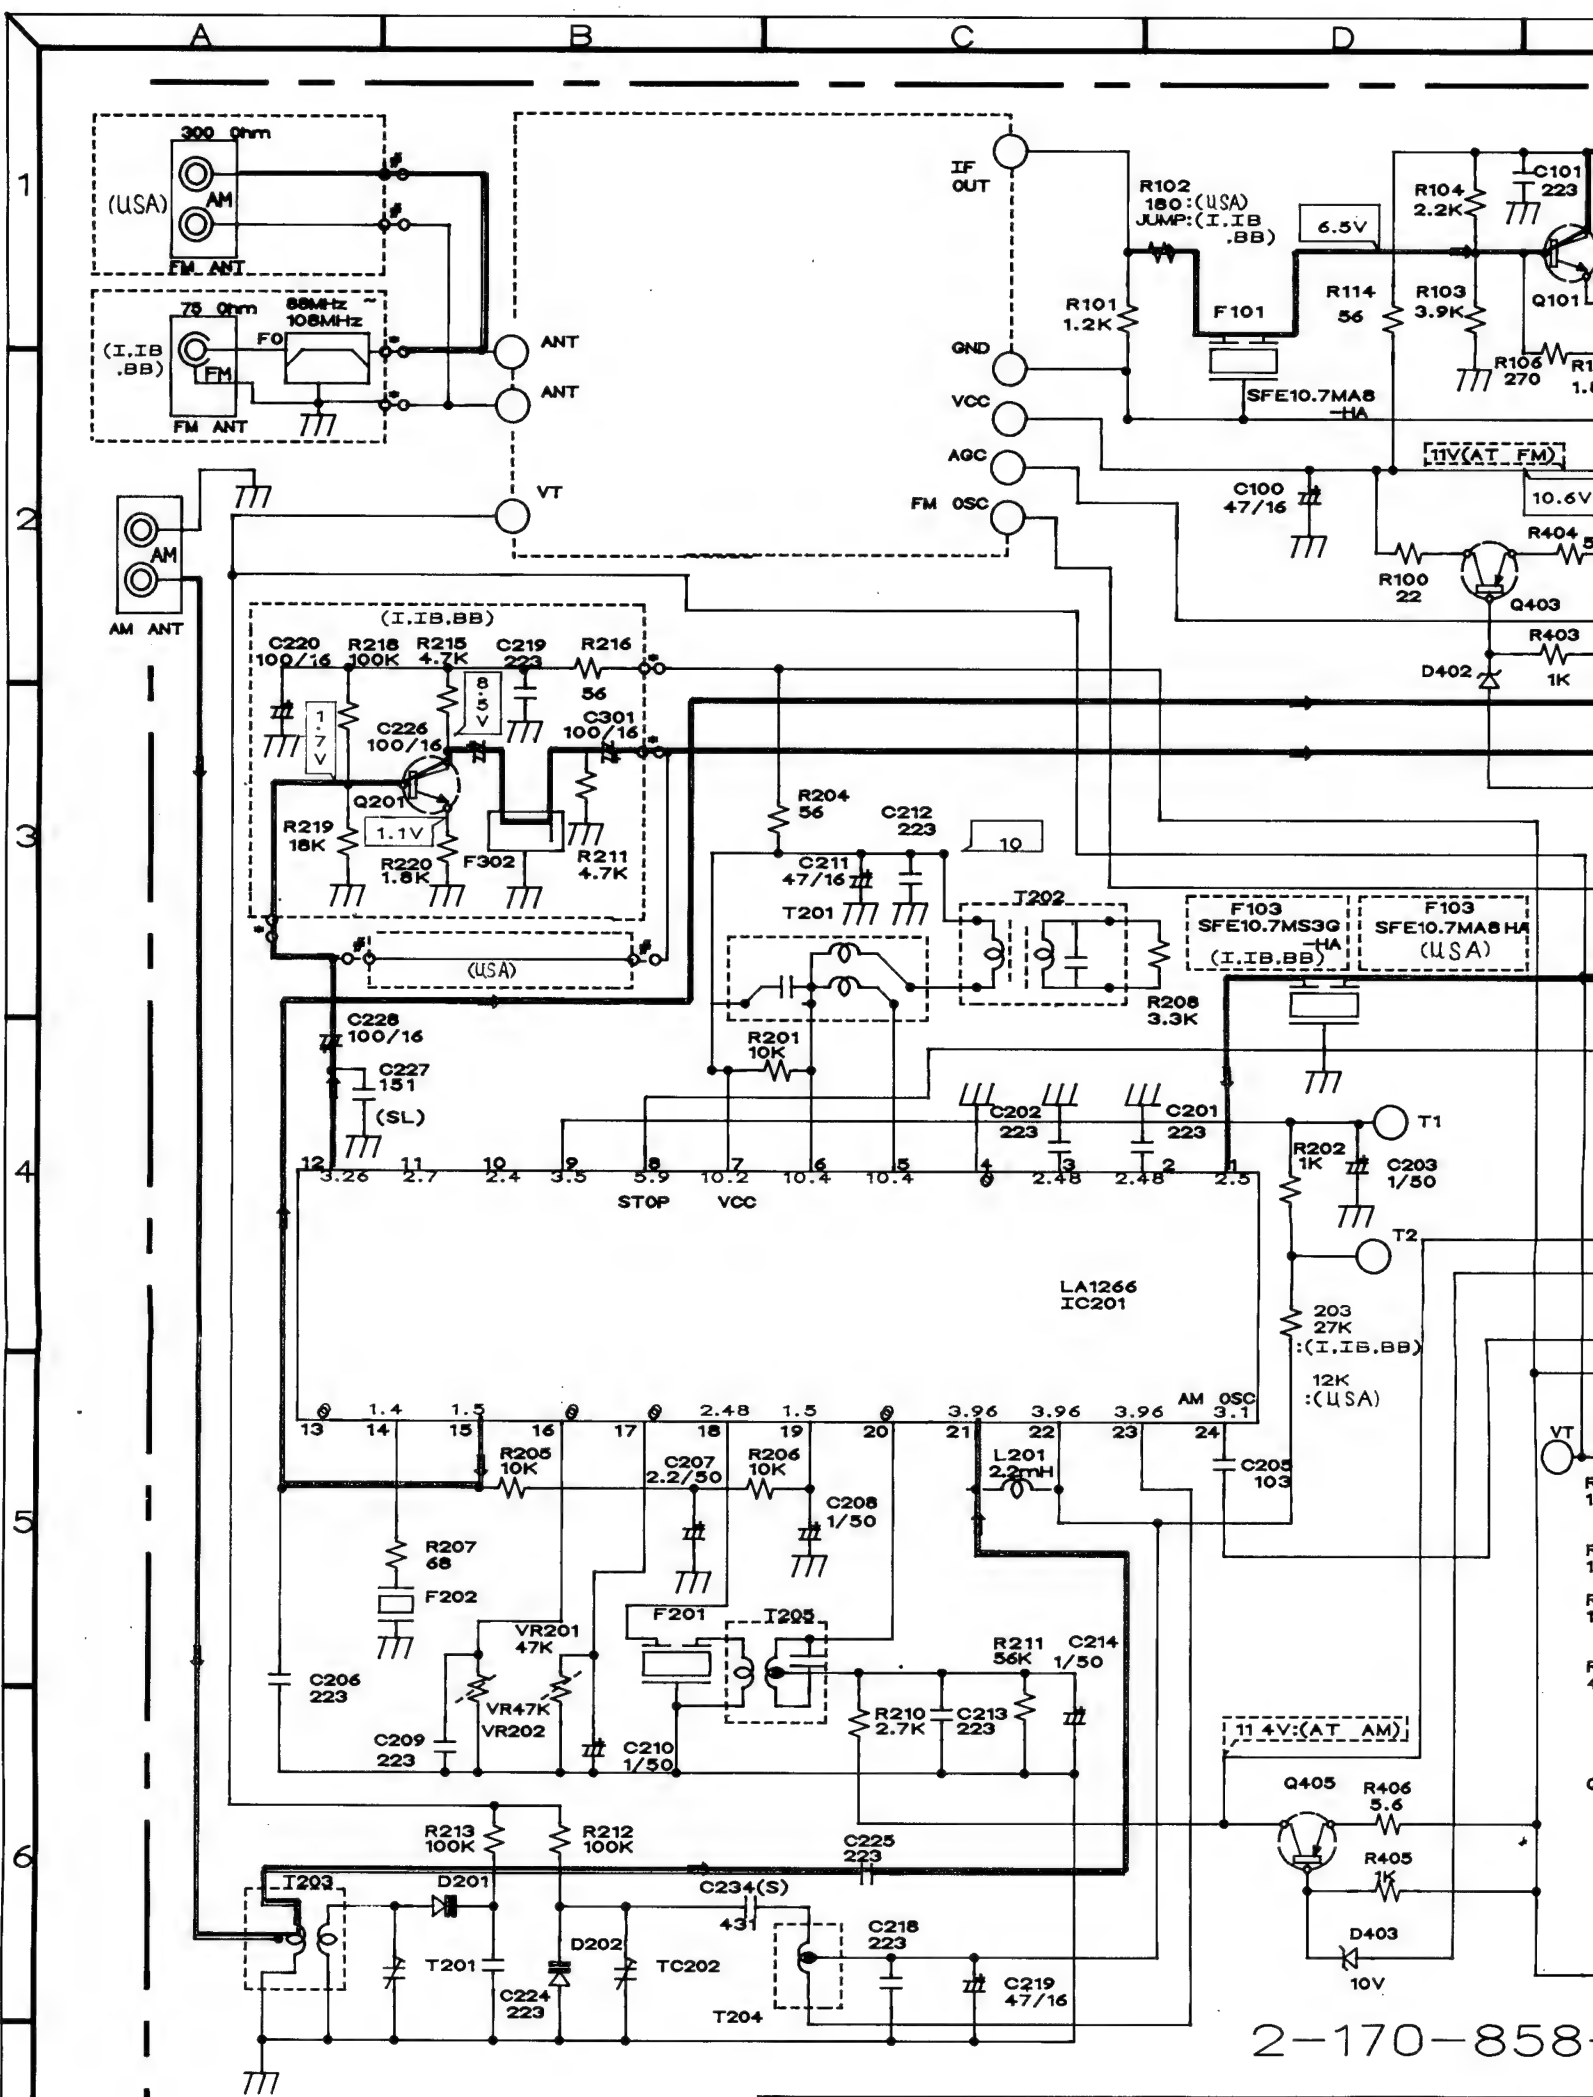 A B C D
1
2
3
4
5
6
300 Ohm
(USA)
AM
FM ANT
#
#
75 Ohm
88MHz ~
108MHz
F0
(I.IB
.BB)
FM
FM ANT
*
*
AM
AM ANT
ANT
ANT
VT
IF
OUT
GND
VCC
AGC
FM OSC
R102
180:(USA)
JUMP:(I.IB
.BB)
R101
1.2K
F101
SFE10.7MA8
-HA
6.5V
R104
2.2K
C101
223
R114
56
R103
3.9K
Q101
R106
270
11V(AT FM)
10.6V
C100
47/16
R100
22
R404
5
Q403
R403
1K
D402
(I.IB.BB)
C220
100/16
R218
100K
R215
4.7K
C219
223
R216
56
*
8.5V
1.7V
C226
100/16
C301
100/16
*
Q201
R219
18K
1.1V
R220
1.8K
F302
R211
4.7K
*
#
(USA)
#
R204
56
C212
223
10
C211
47/16
T201
T202
R208
3.3K
F103
SFE10.7MS3G
-HA
(I.IB.BB)
F103
SFE10.7MA8 HA
(USA)
C228
100/16
C227
151
(SL)
R201
10K
C202
223
C201
223
T1
R202
1K
C203
1/50
T2
203
27K
:(I.IB.BB)
12K
:(USA)
12 11 10 9 8 7 6 5 4 3 2 1
3.26 2.7 2.4 3.5 5.9 10.2 10.4 10.4 0 2.48 2.48 2.5
STOP VCC
LA1266
IC201
AM OSC
0 1.4 1.5 0 0 2.48 1.5 0 3.96 3.96 3.96 3.1
13 14 15 16 17 18 19 20 21 22 23 24
R205
10K
C207
2.2/50
R206
10K
C208
1/50
L201
2.2mH
C205
103
VT
R207
68
F202
C206
223
VR201
47K
VR47K
VR202
C209
223
C210
1/50
F201
T205
R211
56K
C214
1/50
R210
2.7K
C213
223
11 4V:(AT AM)
Q405
R406
5.6
R405
1K
D403
10V
R213
100K
R212
100K
C225
223
T203
D201
C234(S)
431
T201
D202
TC202
C224
223
T204
C218
223
C219
47/16
2-170-858-